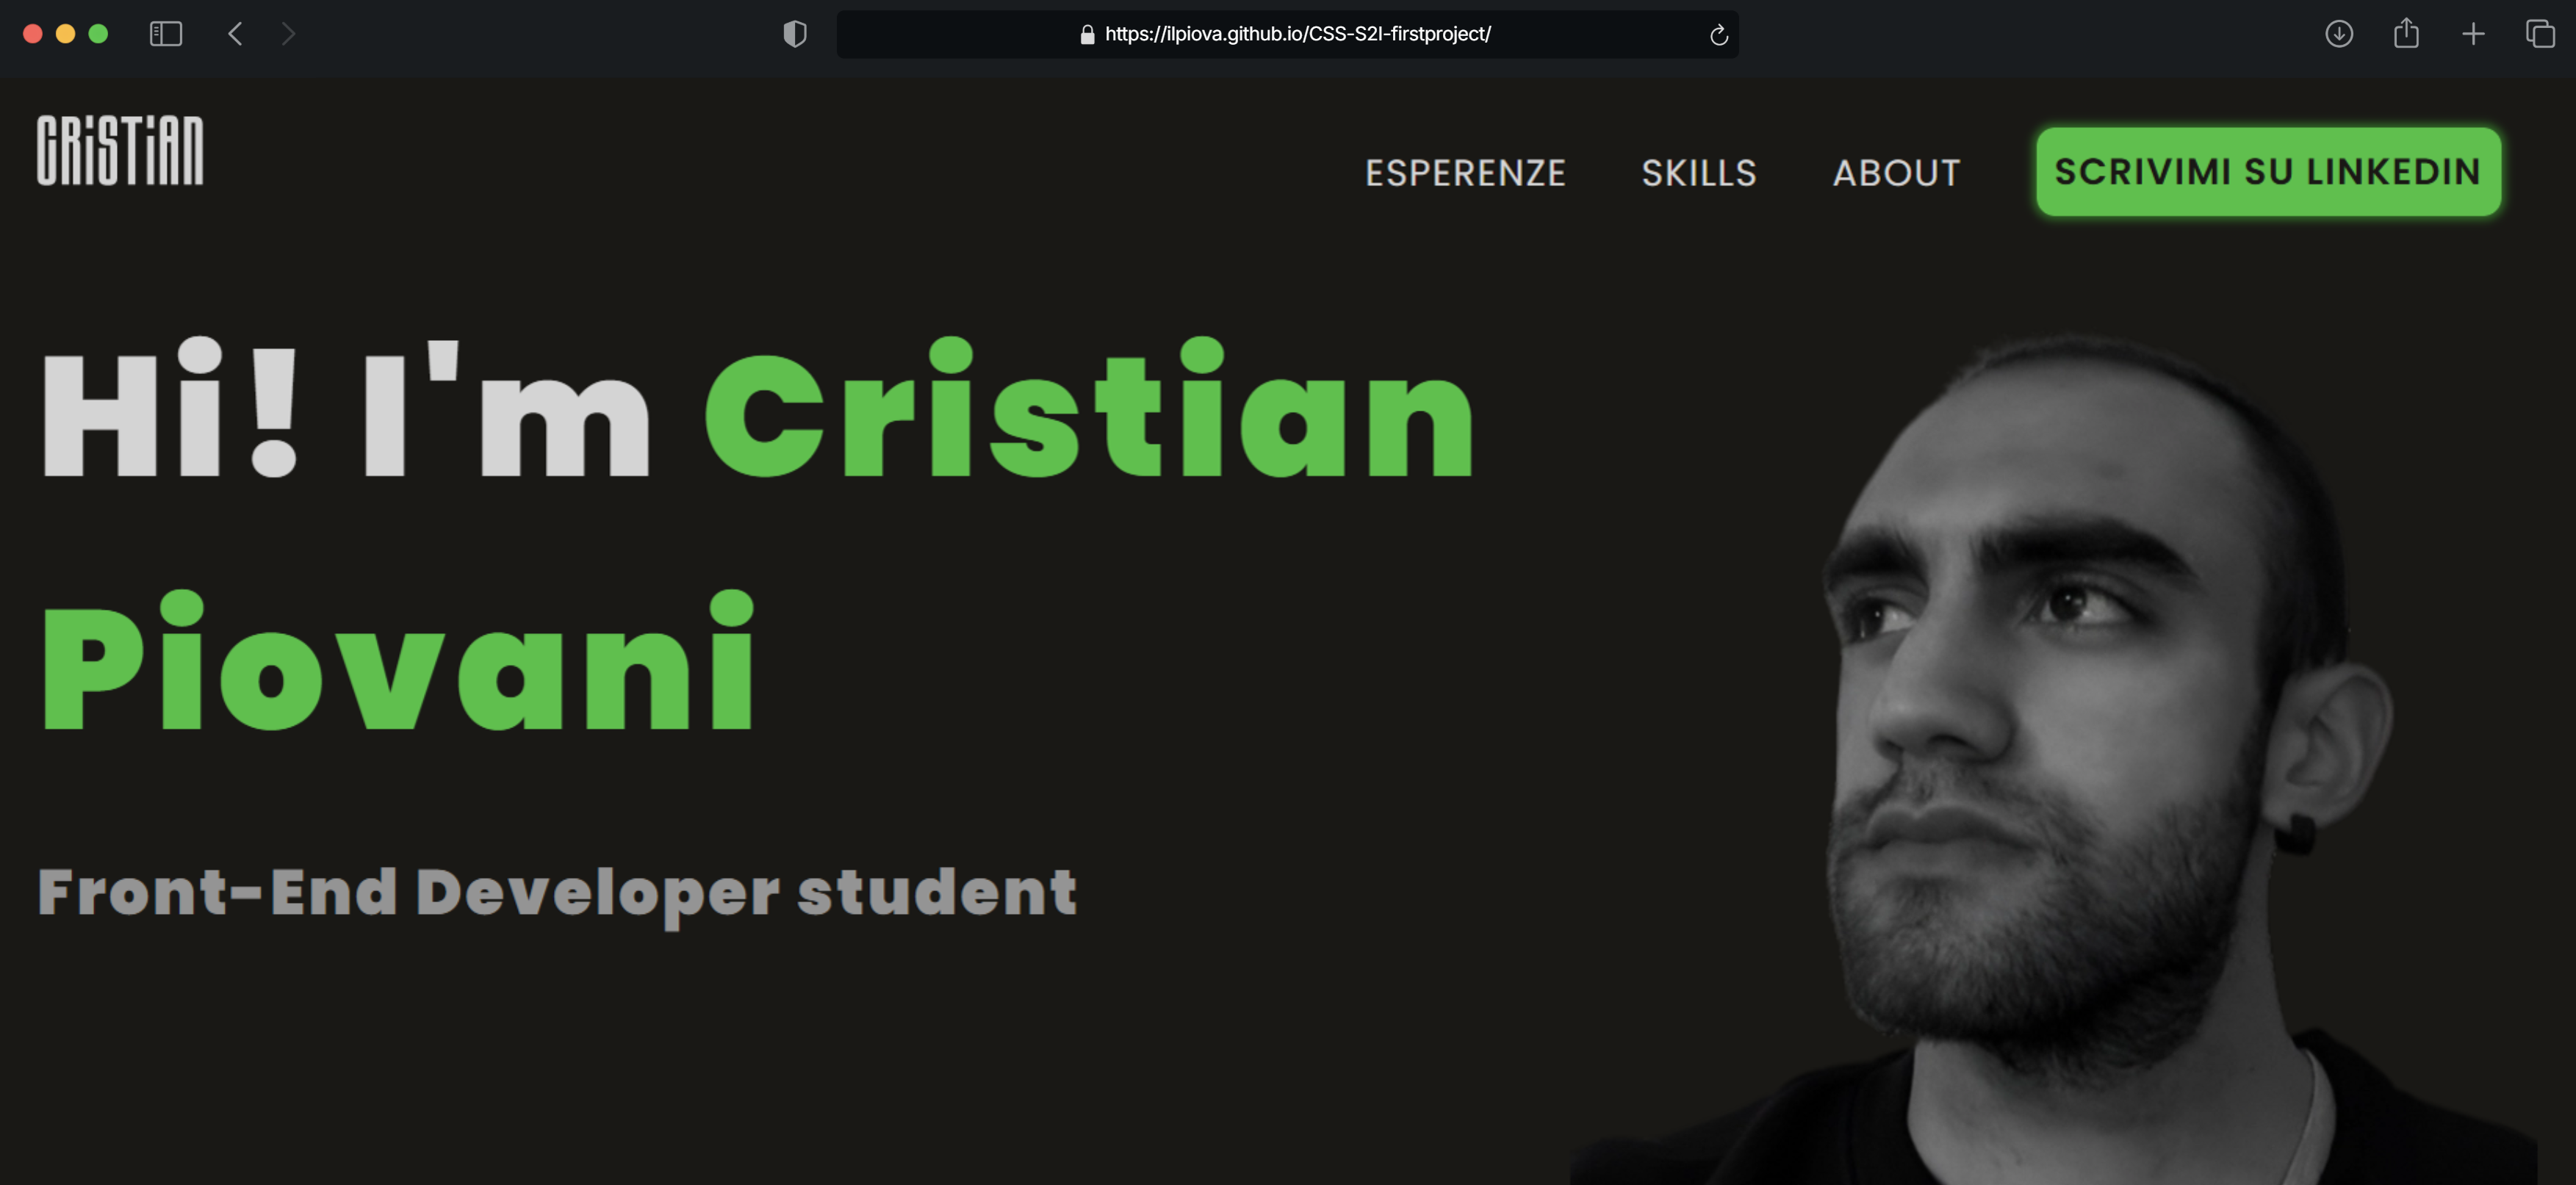 https://ilpiova.github.io/CSS-S2I-firstproject/
CRiSTiAN
ESPERENZE SKILLS ABOUT SCRIVIMI SU LINKEDIN
Hi! I'm Cristian
Piovani
Front-End Developer student